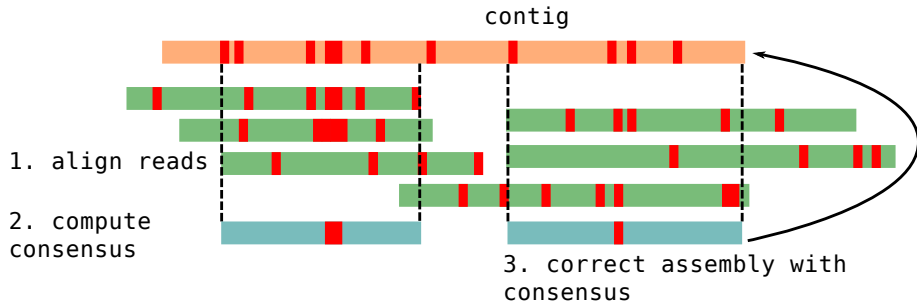 contig
1. align reads
2. compute
consensus
3. correct assembly with
consensus